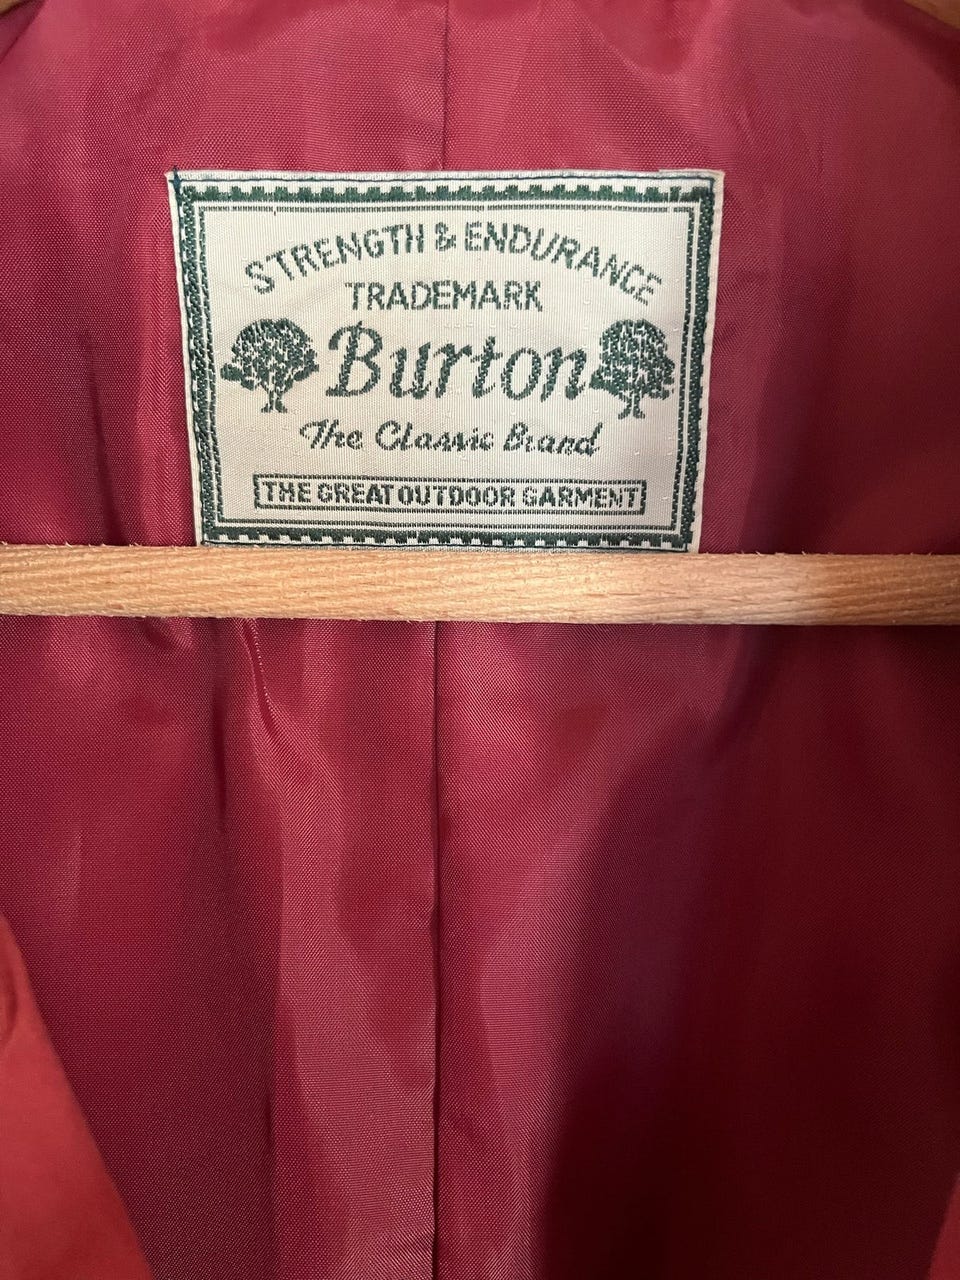 STRENGTH & ENDURANCE
TRADEMARK
Burton
The Classic Brand
THE GREAT OUTDOOR GARMENT